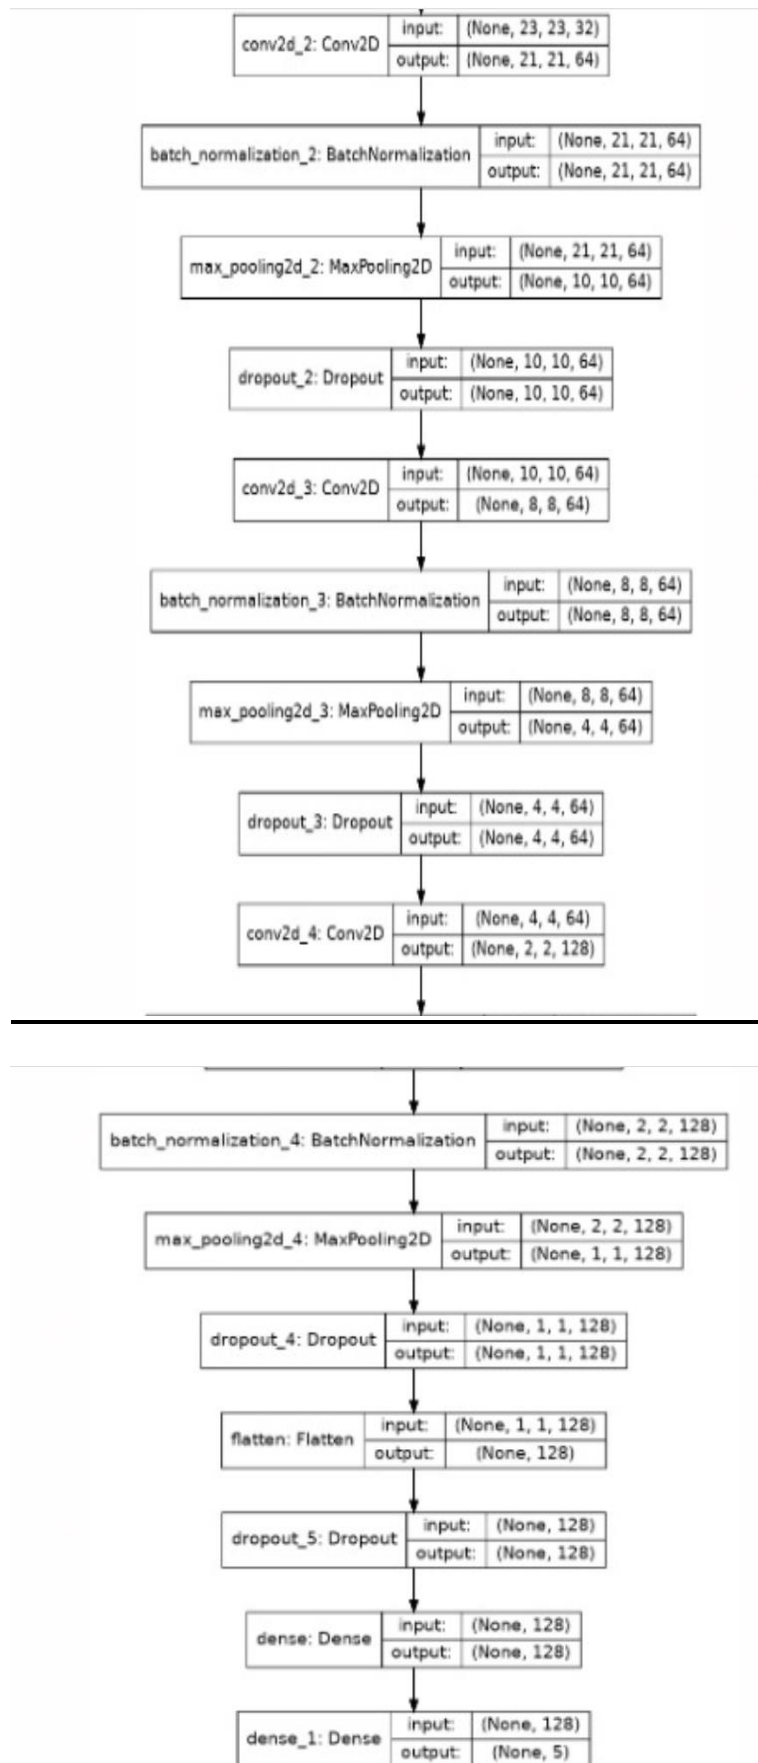 conv2d_2: Conv2D input: (None, 23, 23, 32)
output: (None, 21, 21, 64)
batch_normalization_2: BatchNormalization input: (None, 21, 21, 64)
output: (None, 21, 21, 64)
max_pooling2d_2: MaxPooling2D input: (None, 21, 21, 64)
output: (None, 10, 10, 64)
dropout_2: Dropout input: (None, 10, 10, 64)
output: (None, 10, 10, 64)
conv2d_3: Conv2D input: (None, 10, 10, 64)
output: (None, 8, 8, 64)
batch_normalization_3: BatchNormalization input: (None, 8, 8, 64)
output: (None, 8, 8, 64)
max_pooling2d_3: MaxPooling2D input: (None, 8, 8, 64)
output: (None, 4, 4, 64)
dropout_3: Dropout input: (None, 4, 4, 64)
output: (None, 4, 4, 64)
conv2d_4: Conv2D input: (None, 4, 4, 64)
output: (None, 2, 2, 128)
batch_normalization_4: BatchNormalization input: (None, 2, 2, 128)
output: (None, 2, 2, 128)
max_pooling2d_4: MaxPooling2D input: (None, 2, 2, 128)
output: (None, 1, 1, 128)
dropout_4: Dropout input: (None, 1, 1, 128)
output: (None, 1, 1, 128)
flatten: Flatten input: (None, 1, 1, 128)
output: (None, 128)
dropout_5: Dropout input: (None, 128)
output: (None, 128)
dense: Dense input: (None, 128)
output: (None, 128)
dense_1: Dense input: (None, 128)
output: (None, 5)